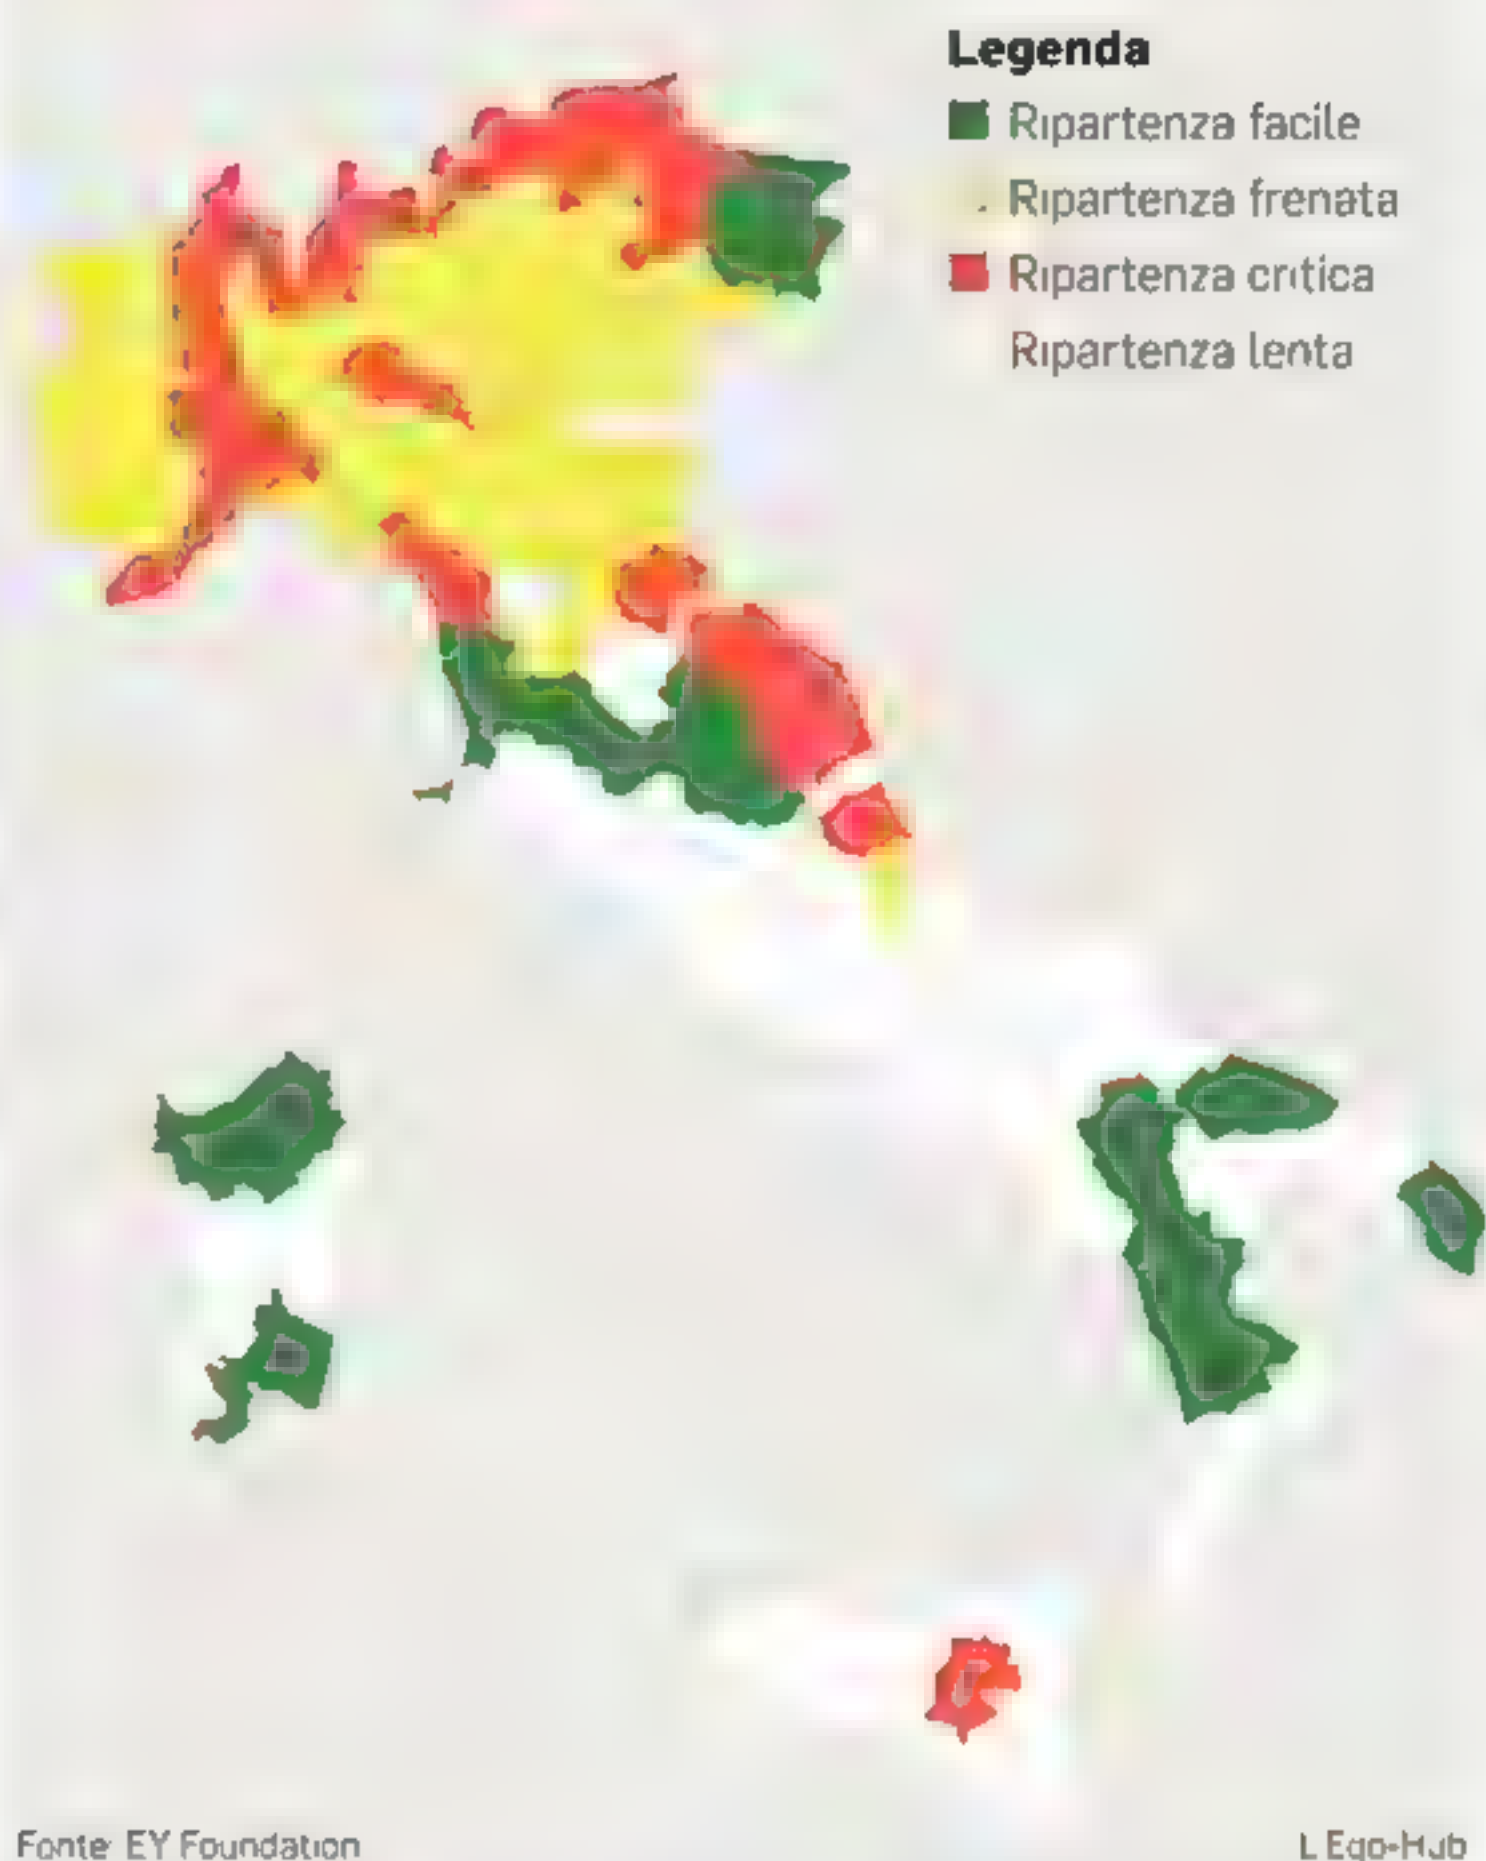 Legenda
Ripartenza facile
Ripartenza frenata
Ripartenza critica
Ripartenza lenta
Fonte EY Foundation
L Ego-Hub